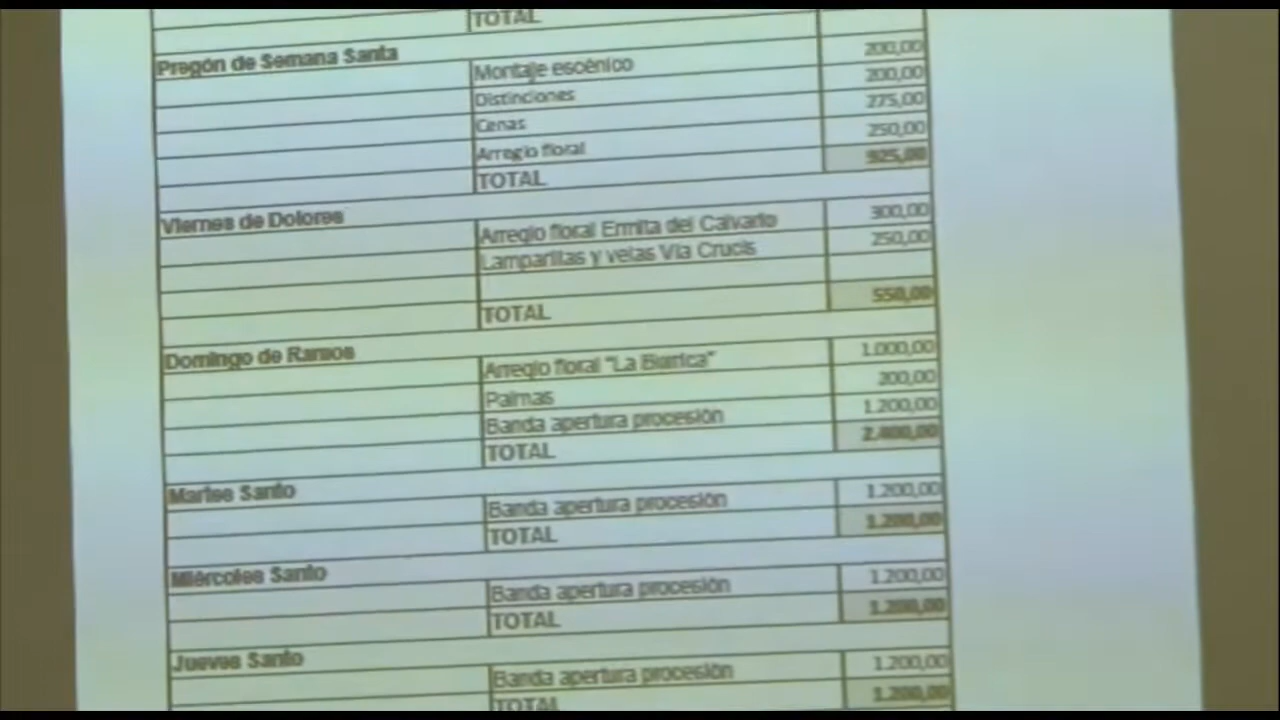 TOTAL
Pregón de Semana Santa
Montaje escénico 200,00
Distinciones 200,00
Cenas 275,00
Arreglo floral 250,00
TOTAL 925,00
Viernes de Dolores
Arreglo floral Ermita del Calvario 300,00
Lamparillas y velas Vía Crucis 250,00
TOTAL 550,00
Domingo de Ramos
Arreglo floral "La Burrica" 1.000,00
Palmas 200,00
Banda apertura procesión 1.200,00
TOTAL 2.400,00
Martes Santo
Banda apertura procesión 1.200,00
TOTAL 1.200,00
Miércoles Santo
Banda apertura procesión 1.200,00
TOTAL 1.200,00
Jueves Santo
Banda apertura procesión 1.200,00
TOTAL 1.200,00